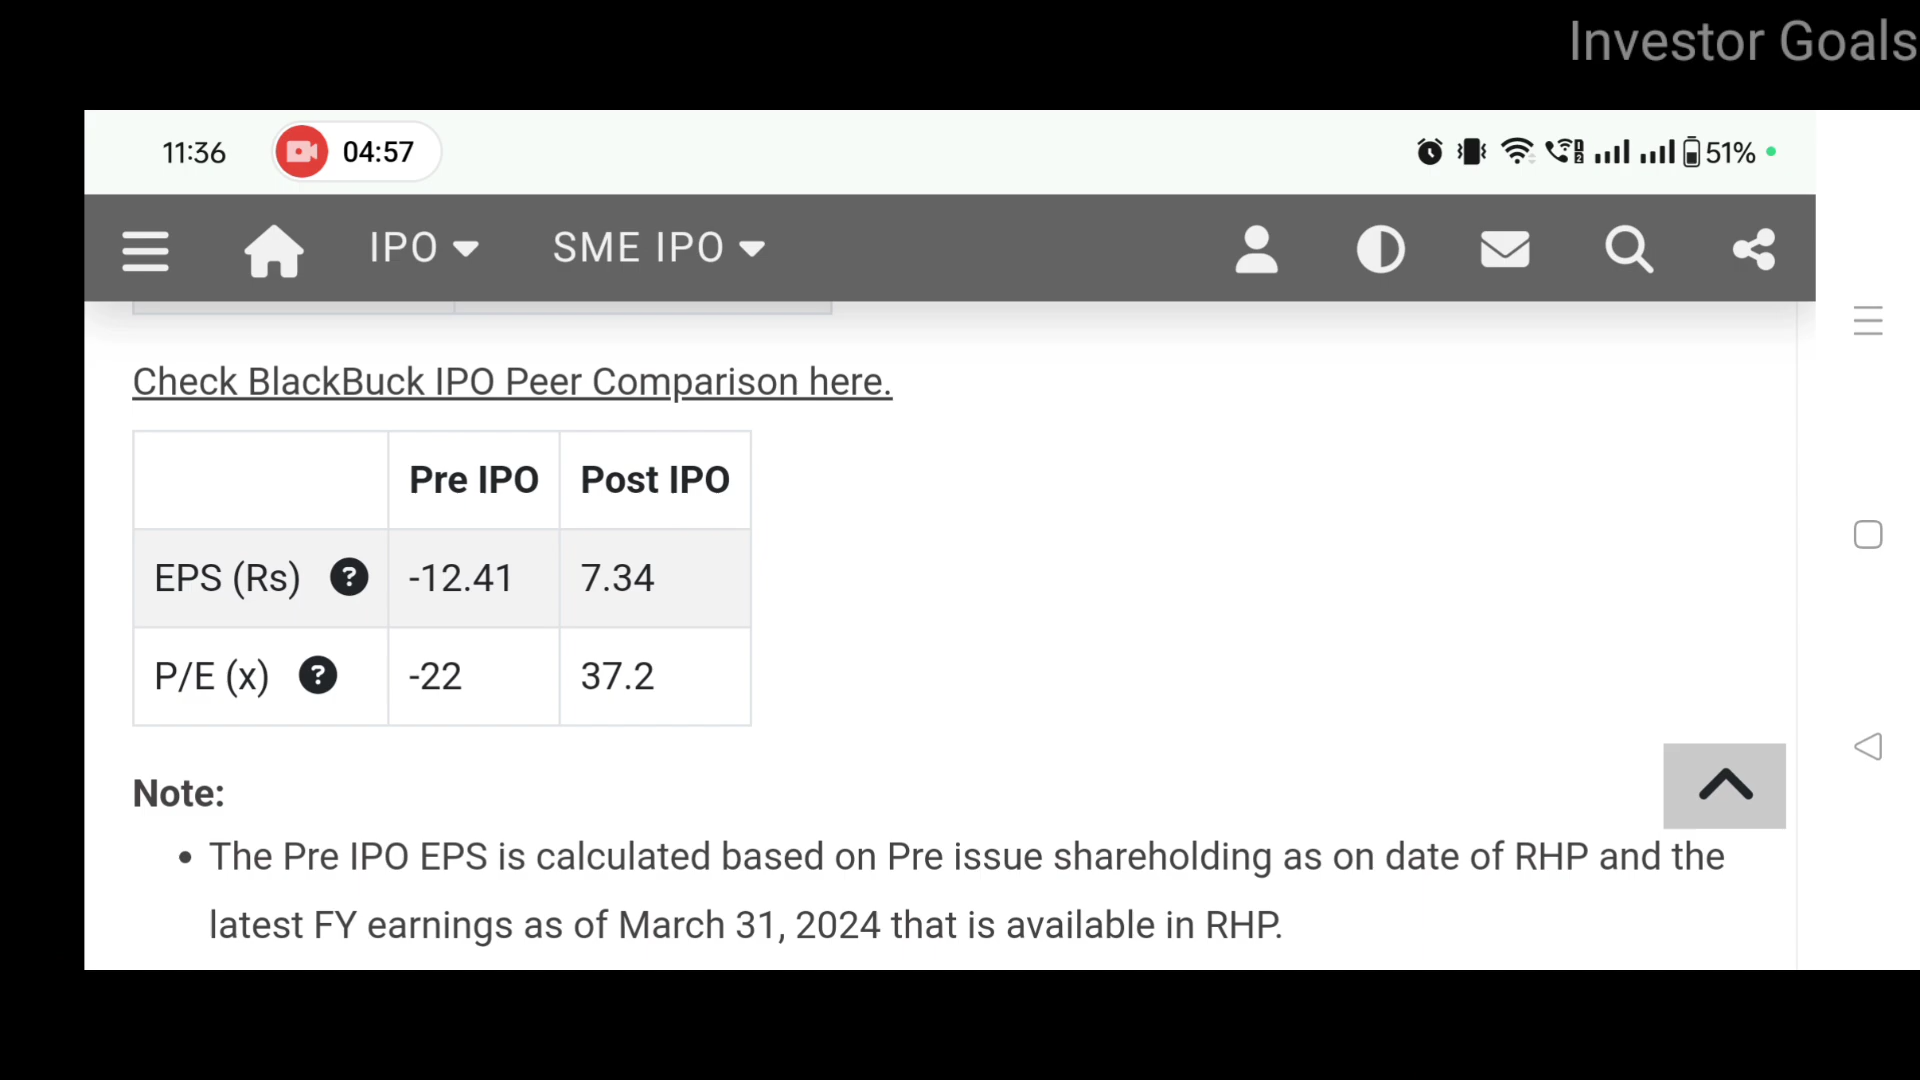 Investor Goals
11:36
04:57
51%
IPO
SME IPO
Check BlackBuck IPO Peer Comparison here.
Pre IPO Post IPO
EPS (Rs) ? -12.41 7.34
P/E (x) ? -22 37.2
Note:
• The Pre IPO EPS is calculated based on Pre issue shareholding as on date of RHP and the
latest FY earnings as of March 31, 2024 that is available in RHP.